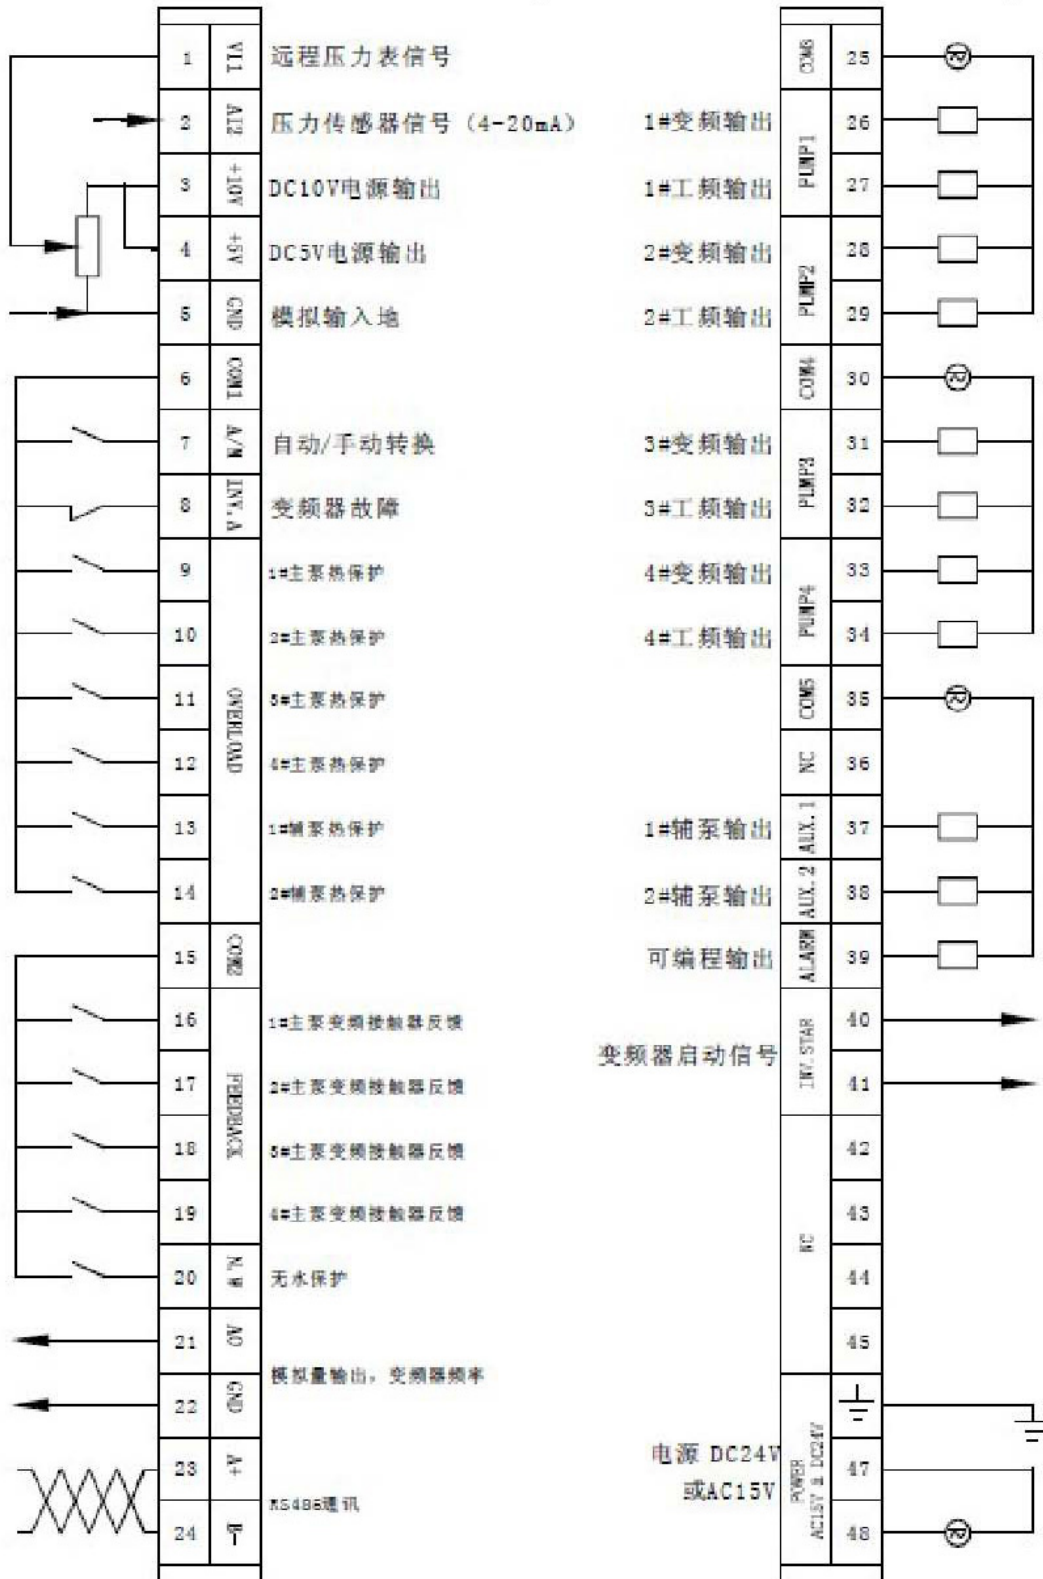 1 VI1 远程压力表信号
2 AI2 压力传感器信号（4-20mA）
3 +10V DC10V电源输出
4 +5V DC5V电源输出
5 GND 模拟输入地
6 COM1
7 A/M 自动/手动转换
8 INV.A 变频器故障
OVERLOAD
9 1#主泵热保护
10 2#主泵热保护
11 3#主泵热保护
12 4#主泵热保护
13 1#辅泵热保护
14 2#辅泵热保护
15 COM2
FEEDBACK
16 1#主泵变频接触器反馈
17 2#主泵变频接触器反馈
18 3#主泵变频接触器反馈
19 4#主泵变频接触器反馈
20 N.W 无水保护
21 AO
模拟量输出，变频器频率
22 GND
23 A+
RS485通讯
24 B-
COM3 25
PUMP1
1#变频输出 26
1#工频输出 27
PUMP2
2#变频输出 28
2#工频输出 29
COM4 30
PUMP3
3#变频输出 31
3#工频输出 32
PUMP4
4#变频输出 33
4#工频输出 34
COM5 35
NC 36
1#辅泵输出 AUX.1 37
2#辅泵输出 AUX.2 38
可编程输出 ALARM 39
40
变频器启动信号 INV.STAR
41
42
43
NC
44
45
电源 DC24V
或AC15V
POWER
AC15V a DC24V
47
48